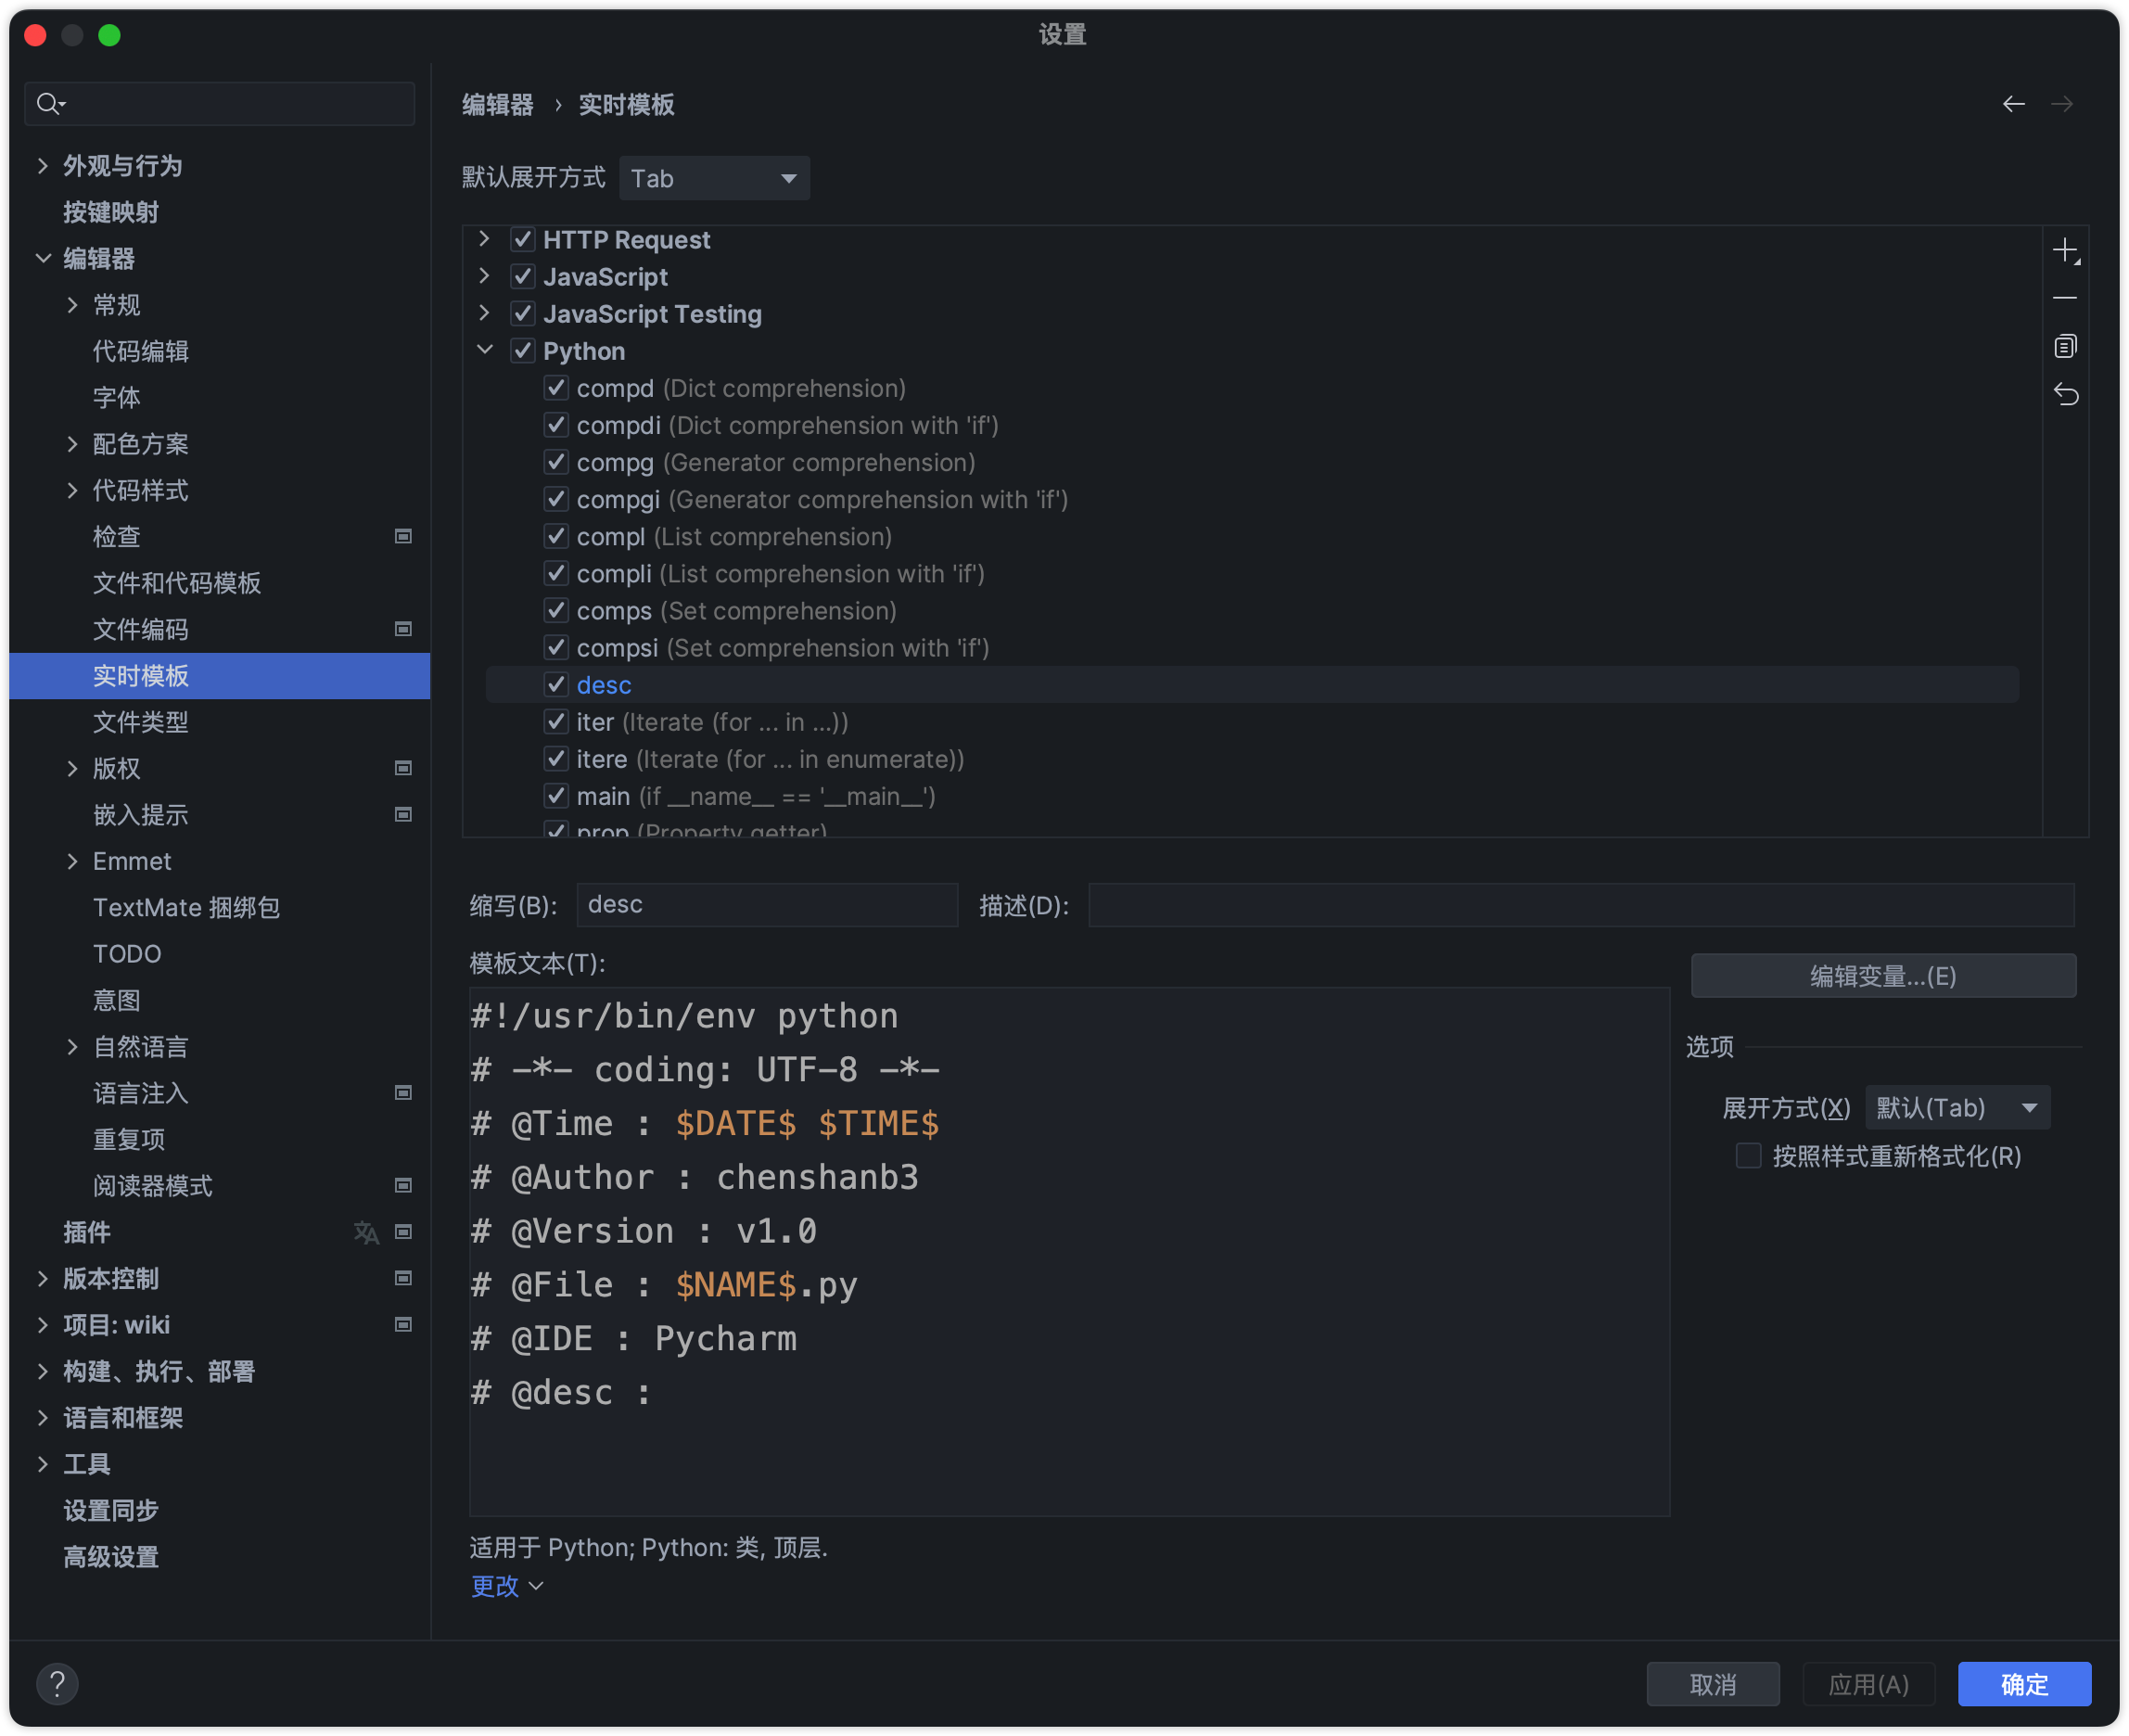 设置
外观与行为
按键映射
编辑器
常规
代码编辑
字体
配色方案
代码样式
检查
文件和代码模板
文件编码
实时模板
文件类型
版权
嵌入提示
Emmet
TextMate 捆绑包
TODO
意图
自然语言
语言注入
重复项
阅读器模式
插件
版本控制
项目: wiki
构建、执行、部署
语言和框架
工具
设置同步
高级设置
编辑器 › 实时模板
默认展开方式 Tab
HTTP Request
JavaScript
JavaScript Testing
Python
compd (Dict comprehension)
compdi (Dict comprehension with 'if')
compg (Generator comprehension)
compgi (Generator comprehension with 'if')
compl (List comprehension)
compli (List comprehension with 'if')
comps (Set comprehension)
compsi (Set comprehension with 'if')
desc
iter (Iterate (for ... in ...))
itere (Iterate (for ... in enumerate))
main (if __name__ == '__main__')
prop (Property getter)
缩写(B): desc 描述(D):
模板文本(T):
#!/usr/bin/env python
# -*- coding: UTF-8 -*-
# @Time : $DATE$ $TIME$
# @Author : chenshanb3
# @Version : v1.0
# @File : $NAME$.py
# @IDE : Pycharm
# @desc :
编辑变量...(E)
选项
展开方式(X) 默认(Tab)
按照样式重新格式化(R)
适用于 Python; Python: 类, 顶层.
更改
?
取消
应用(A)
确定